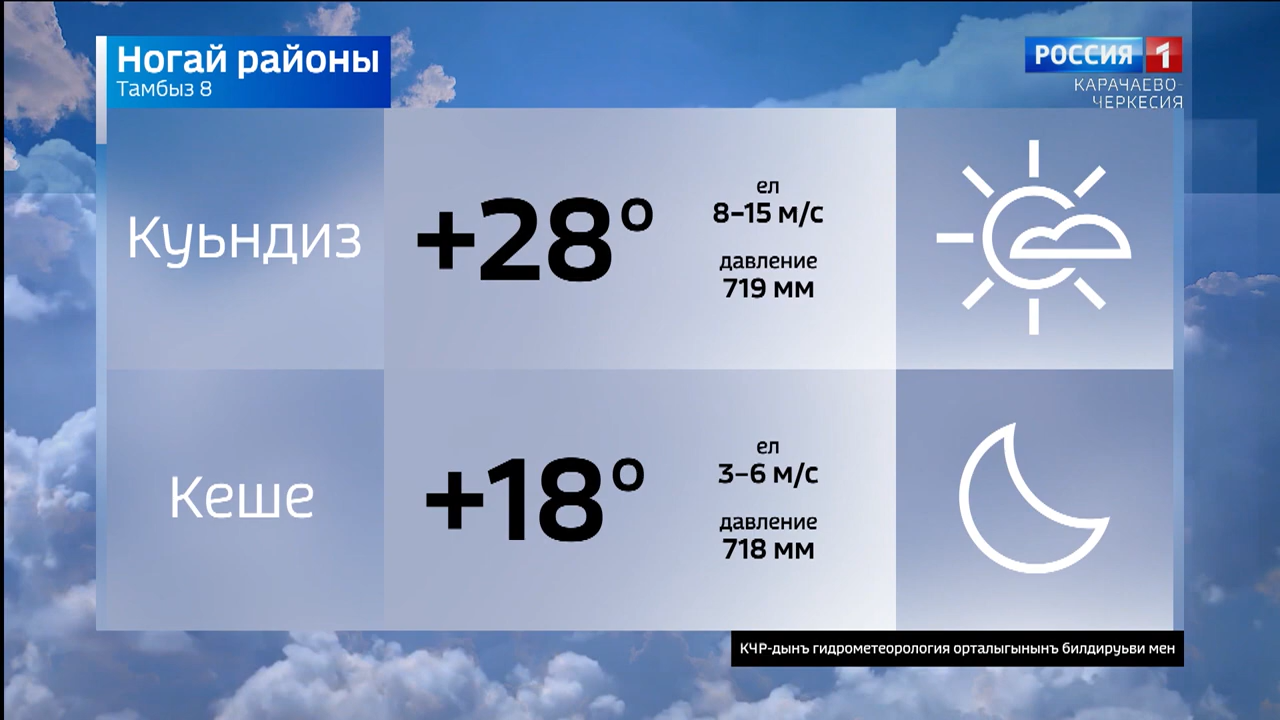 Ногай районы
Тамбыз 8
РОССИЯ 1
КАРАЧАЕВО-
ЧЕРКЕСИЯ
Куьндиз
+28°
ел
8-15 м/с
давление
719 мм
Кеше
+18°
ел
3-6 м/с
давление
718 мм
КЧР-дынъ гидрометеорология орталыгынынъ билдируьви мен